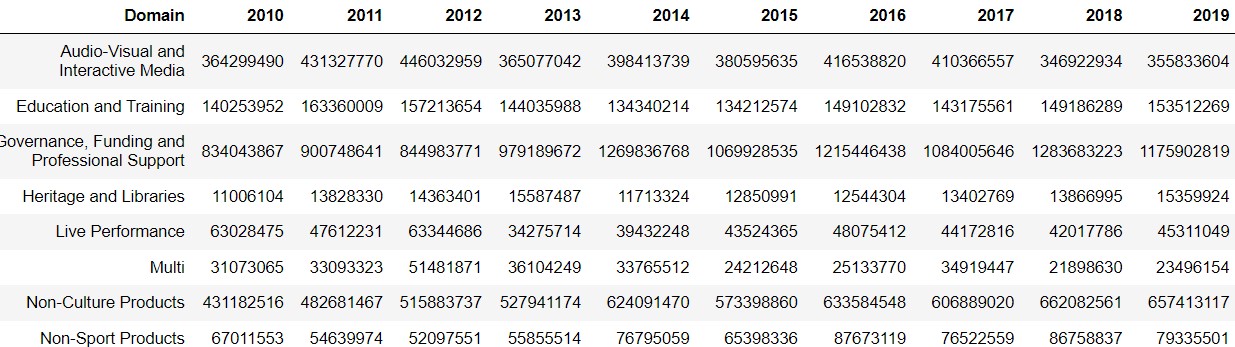 Domain 2010 2011 2012 2013 2014 2015 2016 2017 2018 2019
Audio-Visual and
Interactive Media 364299490 431327770 446032959 365077042 398413739 380595635 416538820 410366557 346922934 355833604
Education and Training 140253952 163360009 157213654 144035988 134340214 134212574 149102832 143175561 149186289 153512269
Governance, Funding and
Professional Support 834043867 900748641 844983771 979189672 1269836768 1069928535 1215446438 1084005646 1283683223 1175902819
Heritage and Libraries 11006104 13828330 14363401 15587487 11713324 12850991 12544304 13402769 13866995 15359924
Live Performance 63028475 47612231 63344686 34275714 39432248 43524365 48075412 44172816 42017786 45311049
Multi 31073065 33093323 51481871 36104249 33765512 24212648 25133770 34919447 21898630 23496154
Non-Culture Products 431182516 482681467 515883737 527941174 624091470 573398860 633584548 606889020 662082561 657413117
Non-Sport Products 67011553 54639974 52097551 55855514 76795059 65398336 87673119 76522559 86758837 79335501